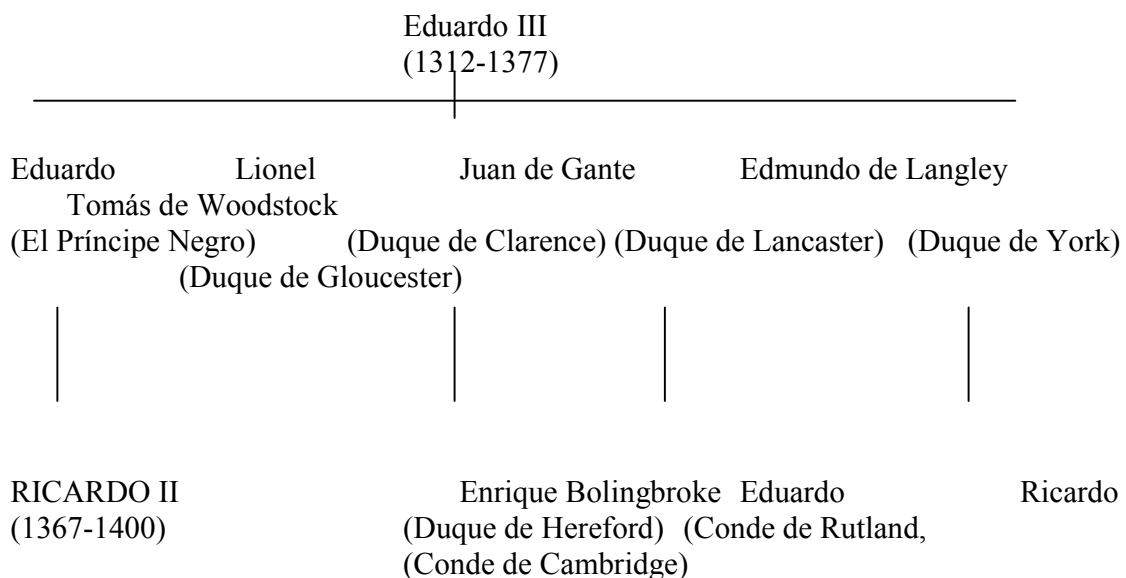 Eduardo III
(1312-1377)
Eduardo Lionel Juan de Gante Edmundo de Langley
Tomás de Woodstock
(El Príncipe Negro) (Duque de Clarence) (Duque de Lancaster) (Duque de York)
(Duque de Gloucester)
RICARDO II Enrique Bolingbroke Eduardo Ricardo
(1367-1400) (Duque de Hereford) (Conde de Rutland,
(Conde de Cambridge)